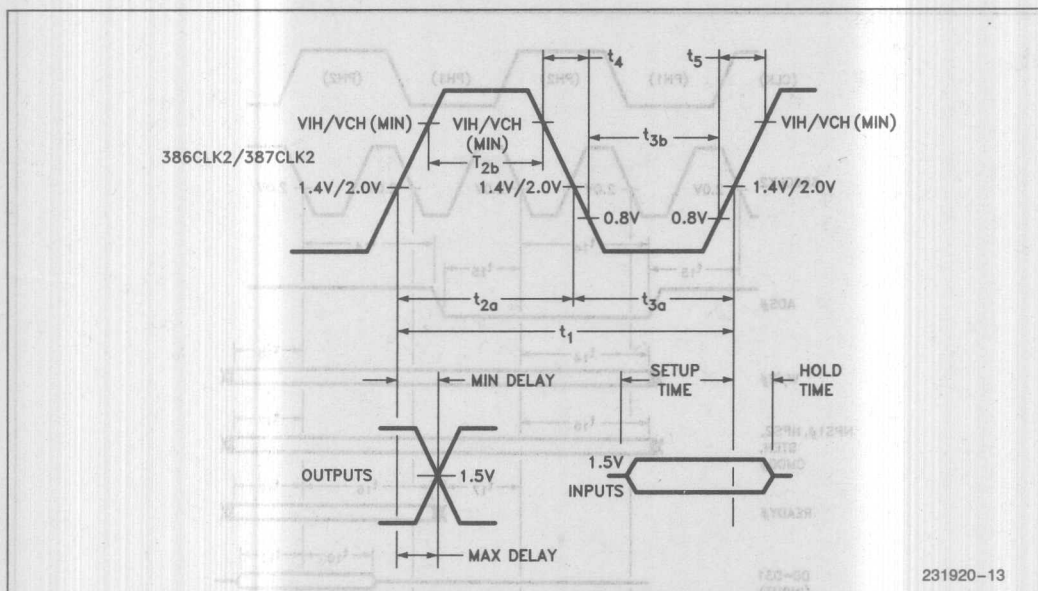 t4
t5
VIH/VCH (MIN)
VIH/VCH
(MIN)
t3b
VIH/VCH (MIN)
386CLK2/387CLK2
T2b
1.4V/2.0V
1.4V/2.0V
1.4V/2.0V
0.8V
0.8V
t2a
t3a
t1
MIN DELAY
SETUP
TIME
HOLD
TIME
OUTPUTS
1.5V
1.5V
INPUTS
MAX DELAY
231920-13